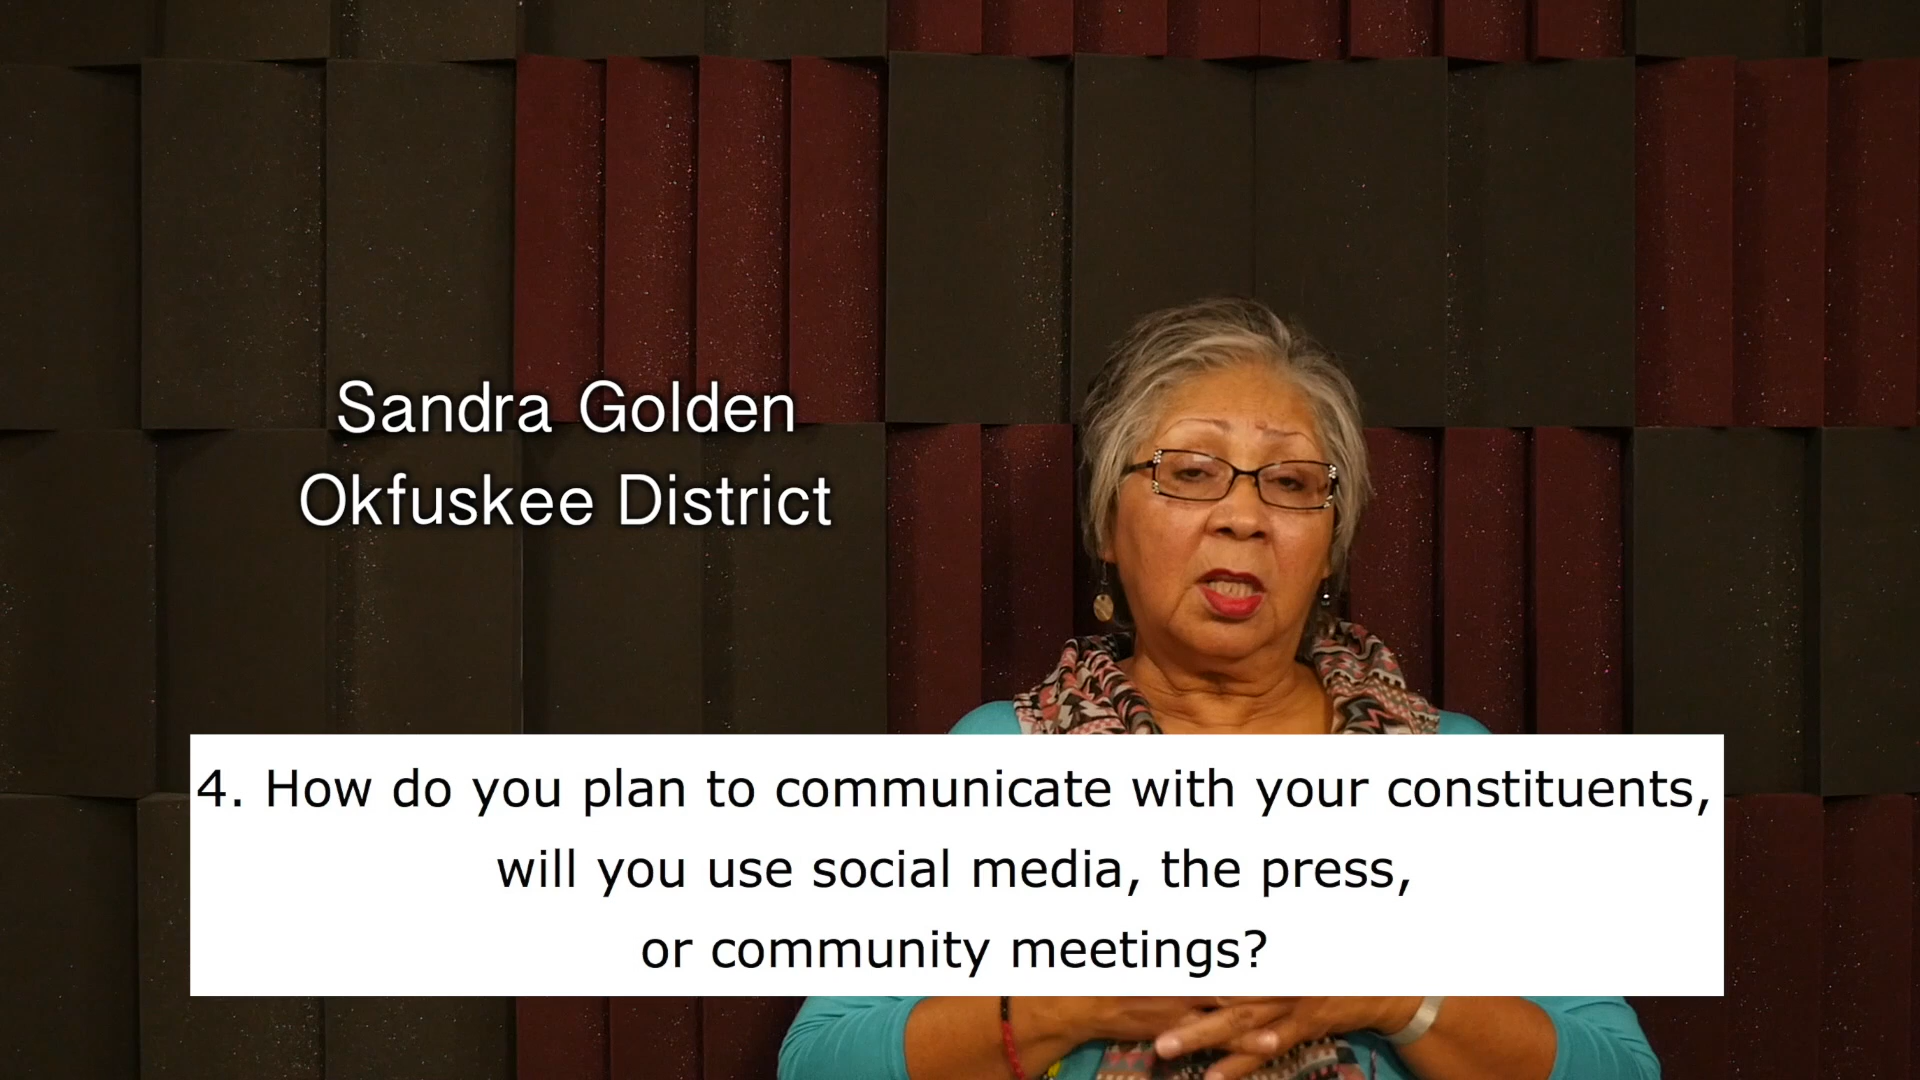 Sandra Golden
Okfuskee District
4. How do you plan to communicate with your constituents,
will you use social media, the press,
or community meetings?